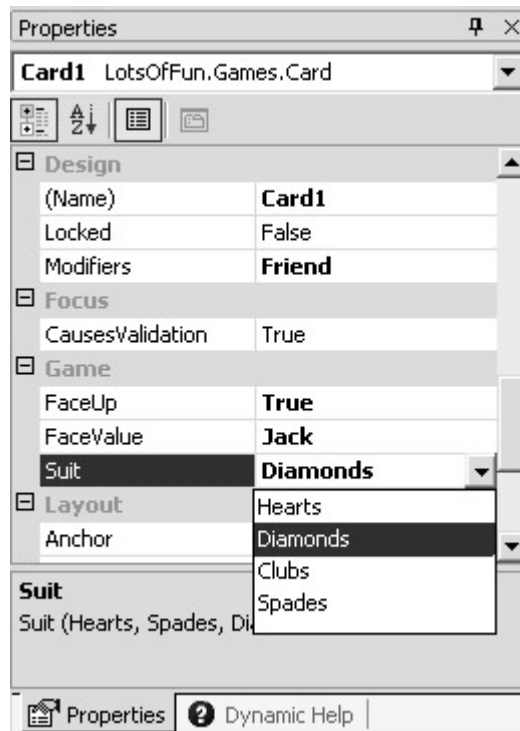 Properties
Card1 LotsOfFun.Games.Card
Design
(Name) Card1
Locked False
Modifiers Friend
Focus
CausesValidation True
Game
FaceUp True
FaceValue Jack
Suit Diamonds
Layout
Hearts
Anchor
Diamonds
Clubs
Spades
Suit
Suit (Hearts, Spades,
Properties Dynamic Help